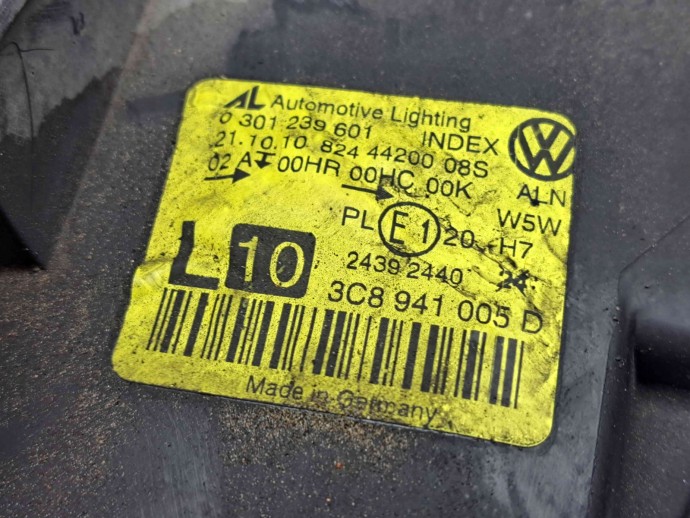 AL Automotive Lighting
0 301 239 601 INDEX
21.10.10 824 44200 08S
02 A 00HR 00HC 00K ALN
PL E1 20 H7 W5W
L 10 2439 2440 24
3C8 941 005 D
Made in Germany